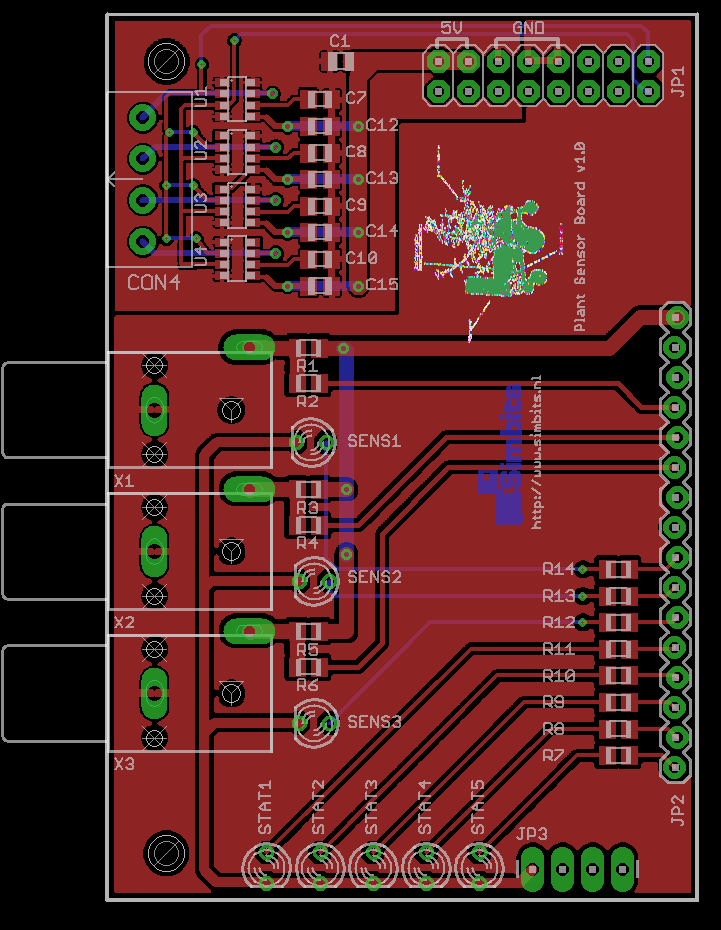 5V GND
C1
JP1
U1
C7
C12
U2
C8
C13
U3
C9
C14
U4
C10
C15
CON4
Plant Sensor Board v1.0
R1
R2
SENS1
X1
Simbits
http://www.simbits.nl
R3
R4
R14
SENS2
R13
X2
R12
R5
R11
R6
R10
R9
SENS3
R8
R7
X3
STAT1
STAT2
STAT3
STAT4
STAT5
JP2
JP3